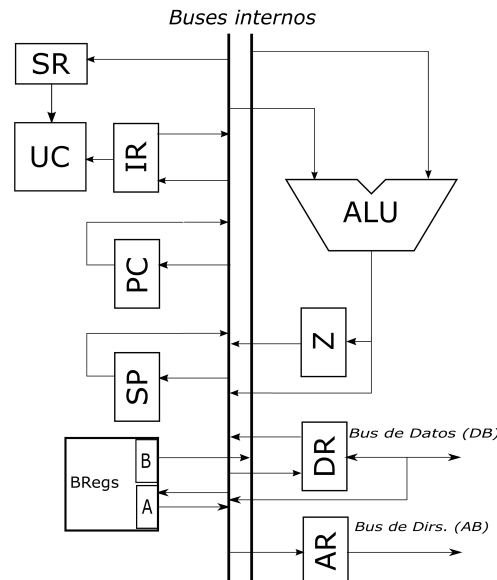 Buses internos
SR
UC
IR
ALU
PC
Z
SP
Bus de Datos (DB)
B
DR
BRegs
A
Bus de Dirs. (AB)
AR